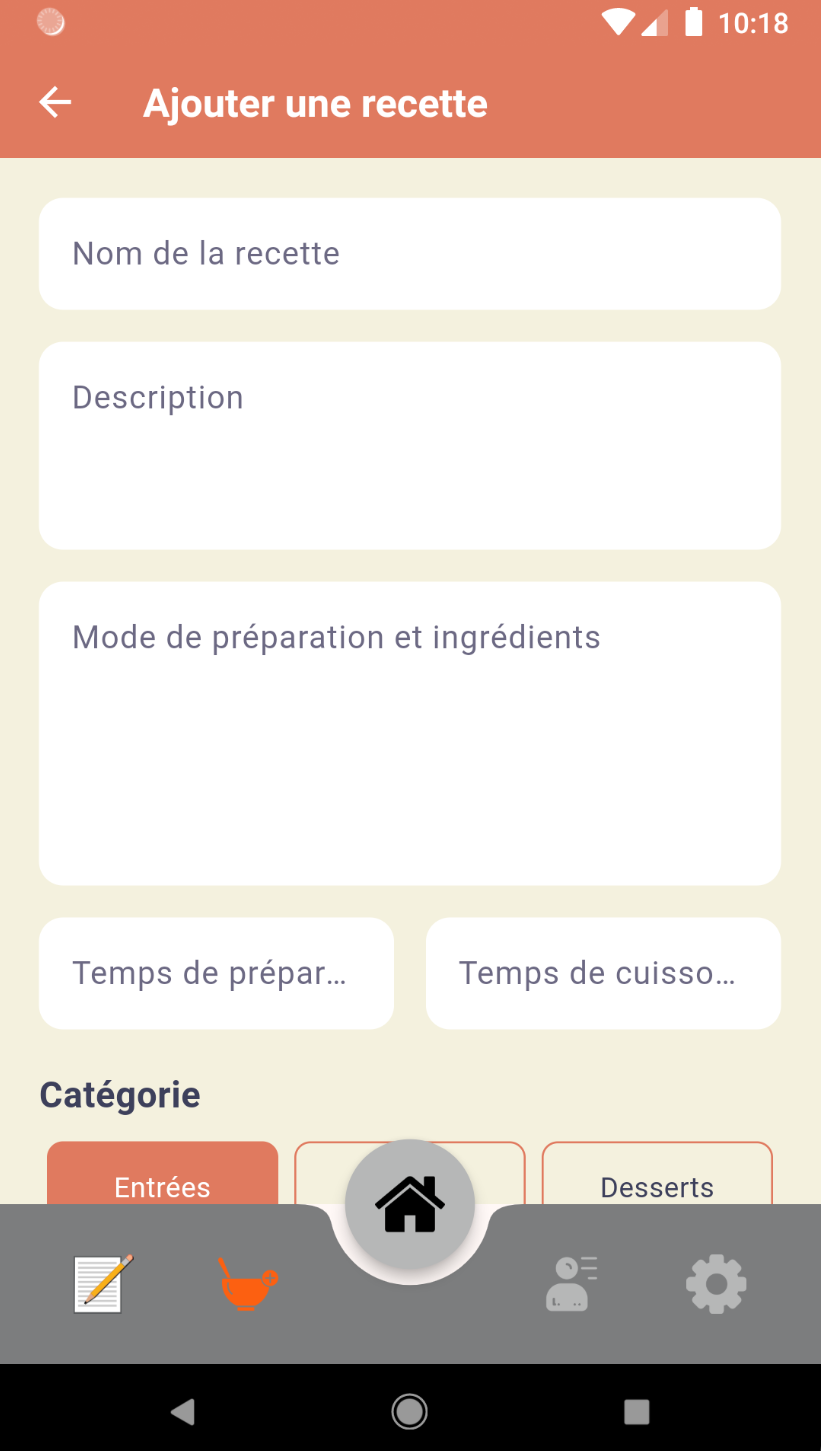 10:18
Ajouter une recette
Nom de la recette
Description
Mode de préparation et ingrédients
Temps de prépar...
Temps de cuisso...
Catégorie
Entrées
Desserts